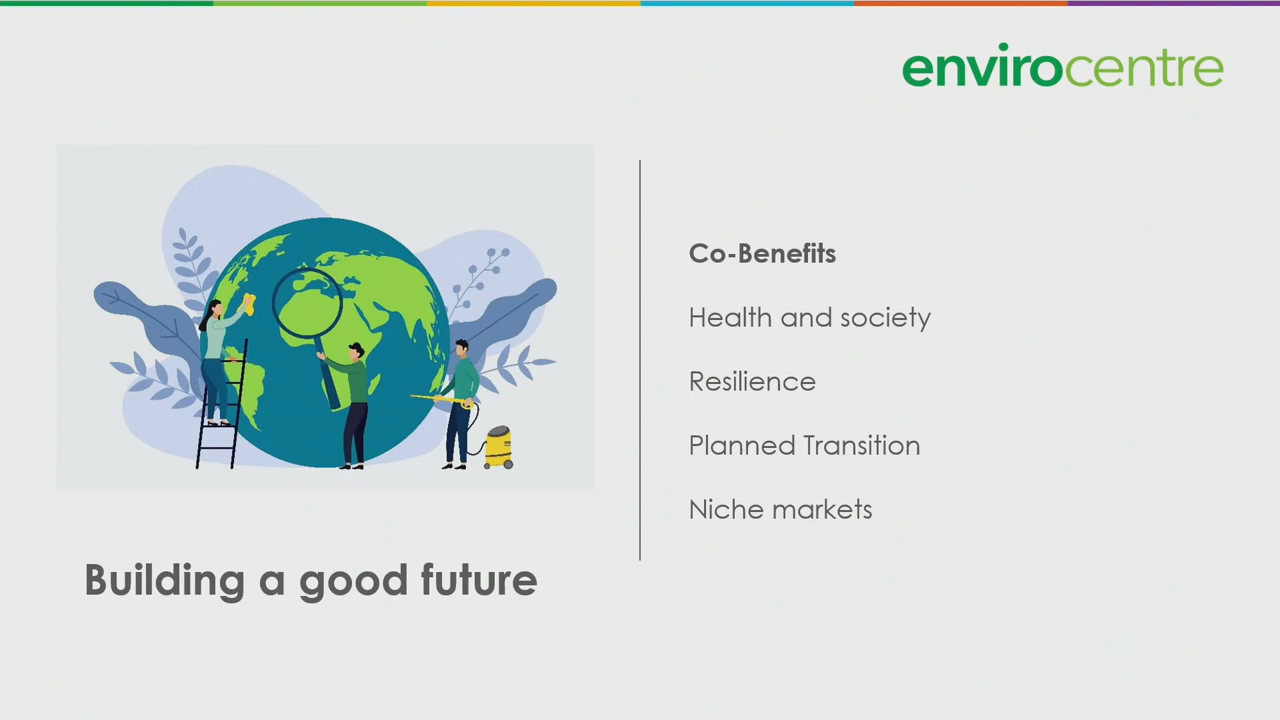 envirocentre
Building a good future
Co-Benefits
Health and society
Resilience
Planned Transition
Niche markets